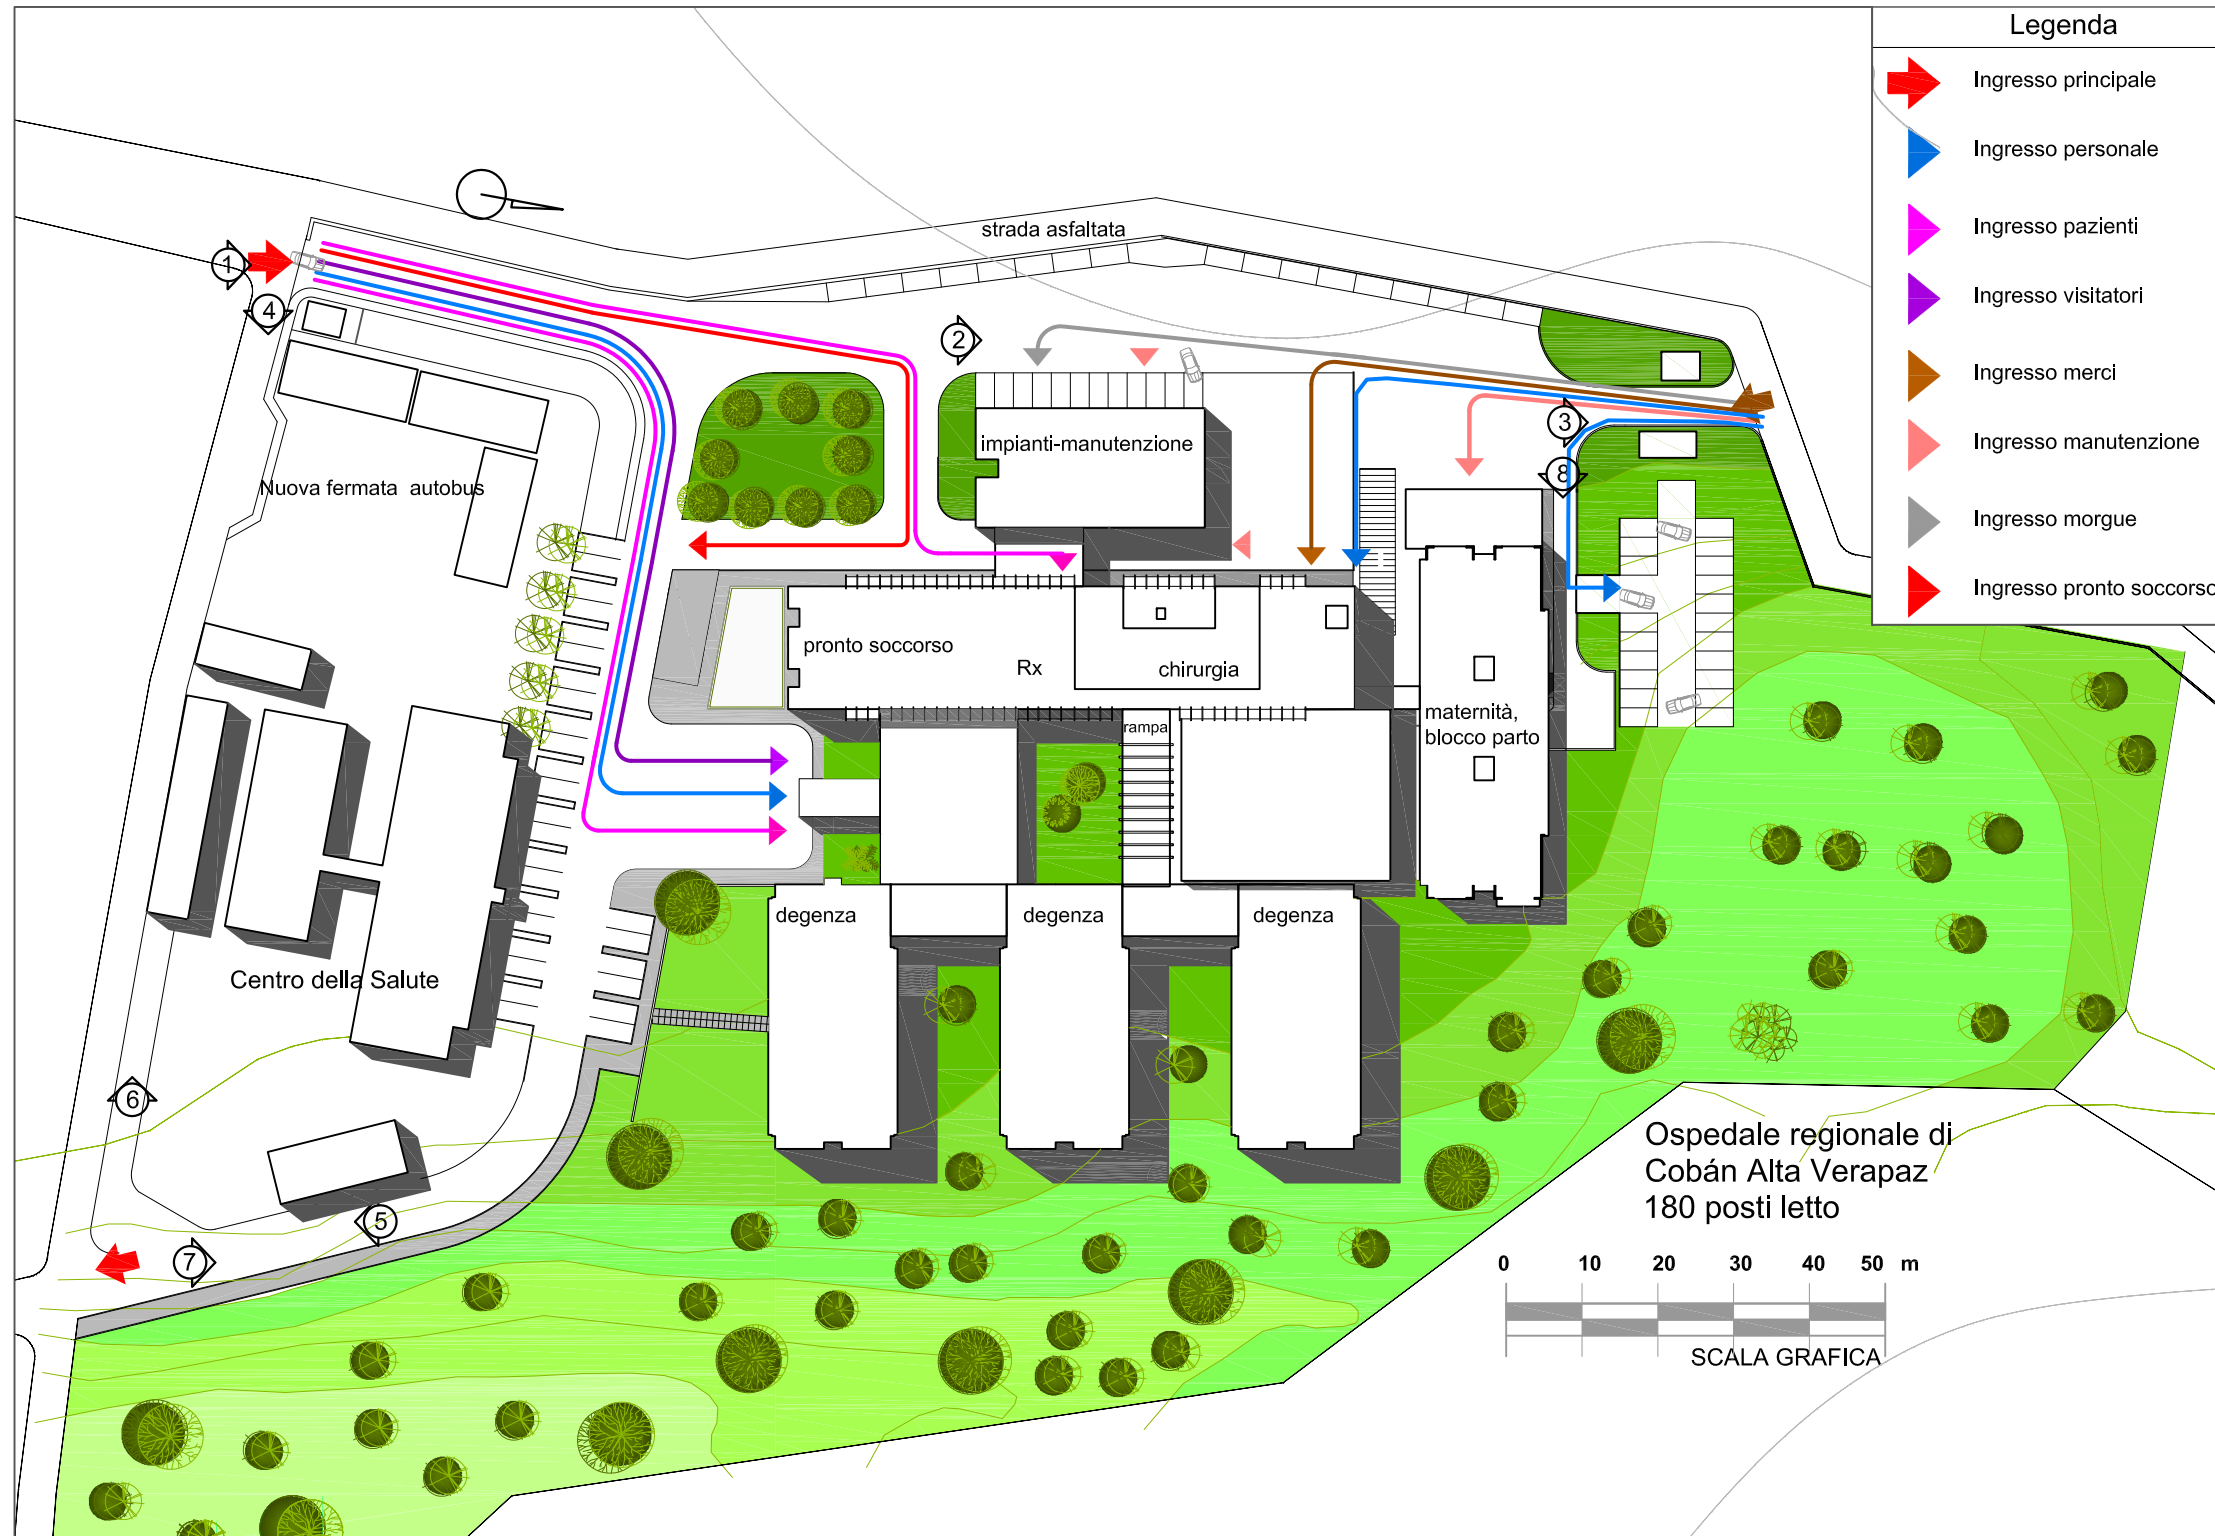 Legenda
Ingresso principale
Ingresso personale
Ingresso pazienti
Ingresso visitatori
Ingresso merci
Ingresso manutenzione
Ingresso morgue
Ingresso pronto soccorso
strada asfaltata
1
4
2
3
8
impianti-manutenzione
Nuova fermata autobus
pronto soccorso
Rx
chirurgia
maternità,
blocco parto
rampa
degenza
degenza
degenza
Centro della Salute
6
5
7
Ospedale regionale di
Cobán Alta Verapaz
180 posti letto
0 10 20 30 40 50 m
SCALA GRAFICA